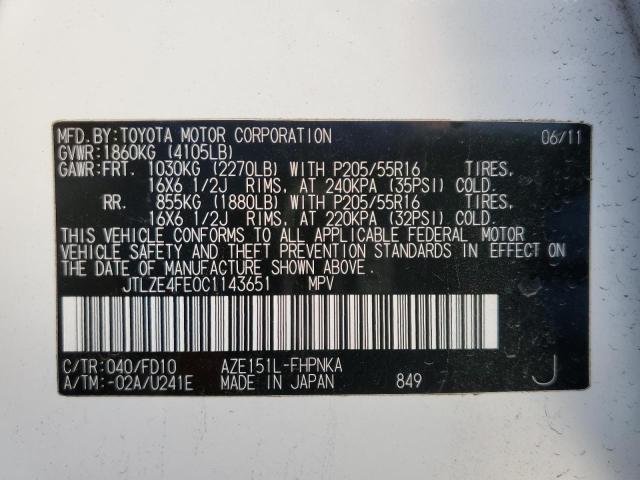 MFD.BY:TOYOTA MOTOR CORPORATION 06/11
GVWR:1860KG (4105LB)
GAWR:FRT. 1030KG (2270LB) WITH P205/55R16 TIRES,
16X6 1/2J RIMS, AT 240KPA (35PSI) COLD.
RR. 855KG (1880LB) WITH P205/55R16 TIRES,
16X6 1/2J RIMS, AT 220KPA (32PSI) COLD.
THIS VEHICLE CONFORMS TO ALL APPLICABLE FEDERAL MOTOR
VEHICLE SAFETY AND THEFT PREVENTION STANDARDS IN EFFECT ON
THE DATE OF MANUFACTURE SHOWN ABOVE.
JTLZE4FE0C1143651 MPV
C/TR:040/FD10 AZE151L-FHPNKA
A/TM:-02A/U241E MADE IN JAPAN 849 J